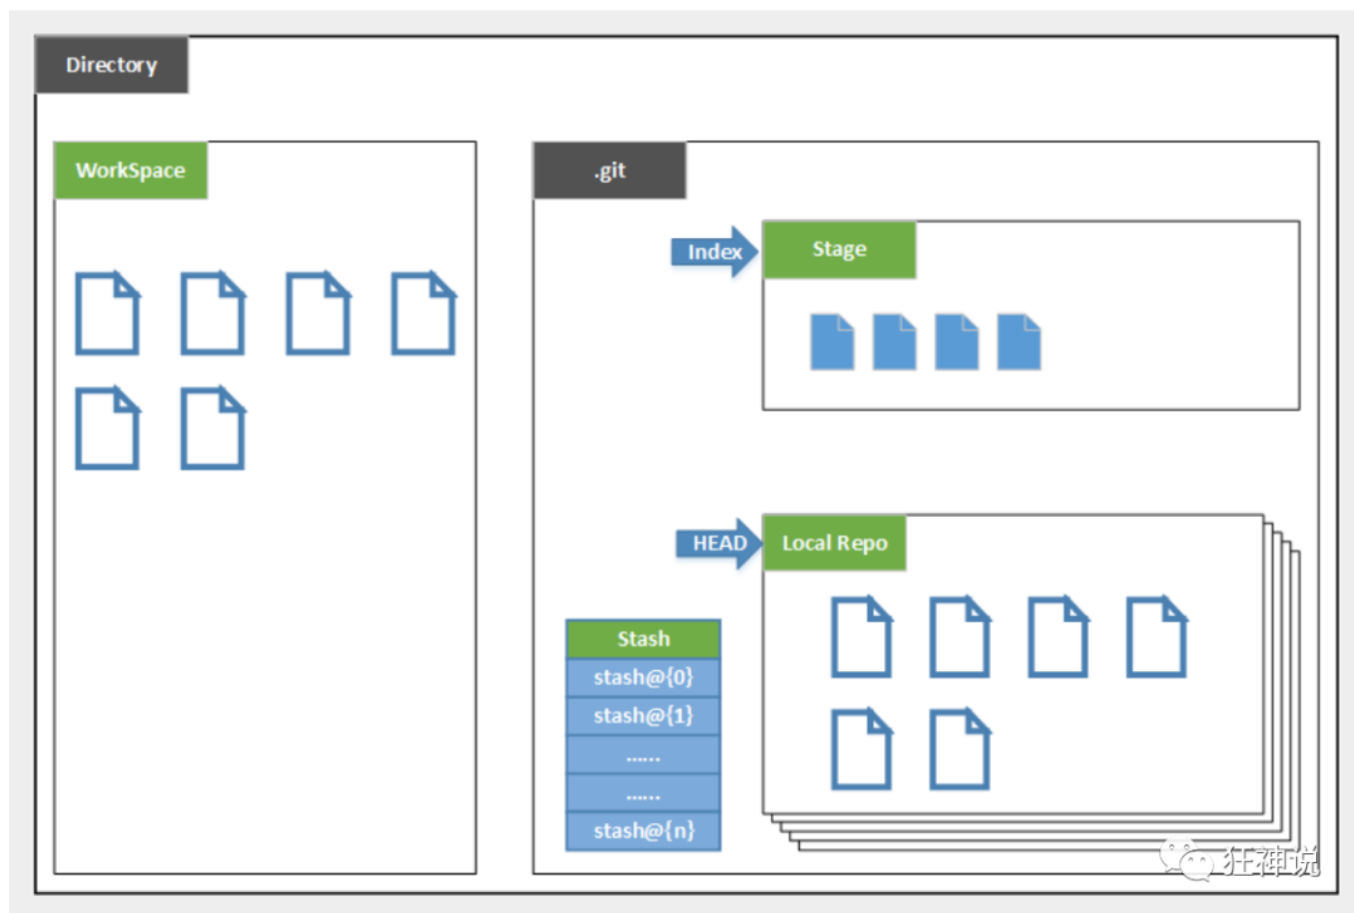 Directory
WorkSpace
.git
Index
Stage
HEAD
Local Repo
Stash
stash@{0}
stash@{1}
......
......
stash@{n}
狂神说